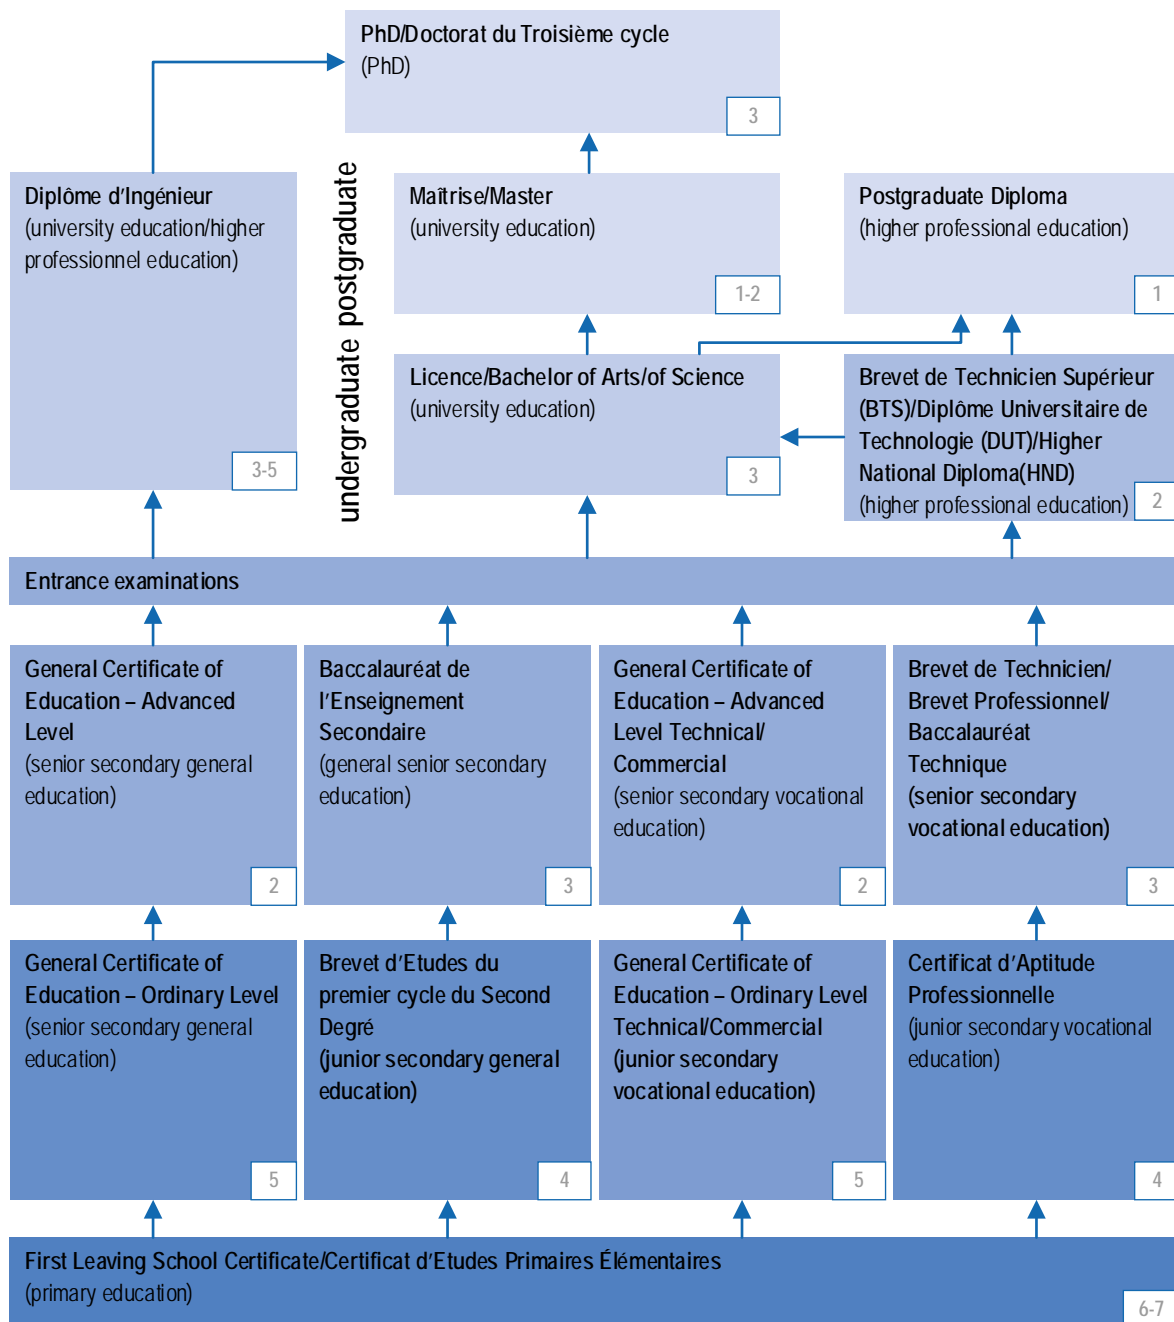 PhD/Doctorat du Troisième cycle
(PhD)
3
Diplôme d'Ingénieur
(university education/higher
professionnel education)
3-5
undergraduate postgraduate
Maîtrise/Master
(university education)
1-2
Postgraduate Diploma
(higher professional education)
1
Licence/Bachelor of Arts/of Science
(university education)
3
Brevet de Technicien Supérieur
(BTS)/Diplôme Universitaire de
Technologie (DUT)/Higher
National Diploma(HND)
(higher professional education)
2
Entrance examinations
General Certificate of
Education – Advanced
Level
(senior secondary general
education)
2
Baccalauréat de
l'Enseignement
Secondaire
(general senior secondary
education)
3
General Certificate of
Education – Advanced
Level Technical/
Commercial
(senior secondary vocational
education)
2
Brevet de Technicien/
Brevet Professionnel/
Baccalauréat
Technique
(senior secondary
vocational education)
3
General Certificate of
Education – Ordinary Level
(senior secondary general
education)
5
Brevet d'Etudes du
premier cycle du Second
Degré
(junior secondary general
education)
4
General Certificate of
Education – Ordinary Level
Technical/Commercial
(junior secondary
vocational education)
5
Certificat d'Aptitude
Professionnelle
(junior secondary vocational
education)
4
First Leaving School Certificate/Certificat d'Etudes Primaires Élémentaires
(primary education)
6-7